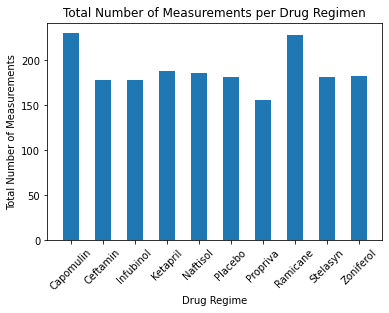 Total Number of Measurements per Drug Regimen
Total Number of Measurements
200
150
100
50
0
Capomulin
Ceftamin
Infubinol
Ketapril
Naftisol
Placebo
Propriva
Ramicane
Stelasyn
Zoniferol
Drug Regime